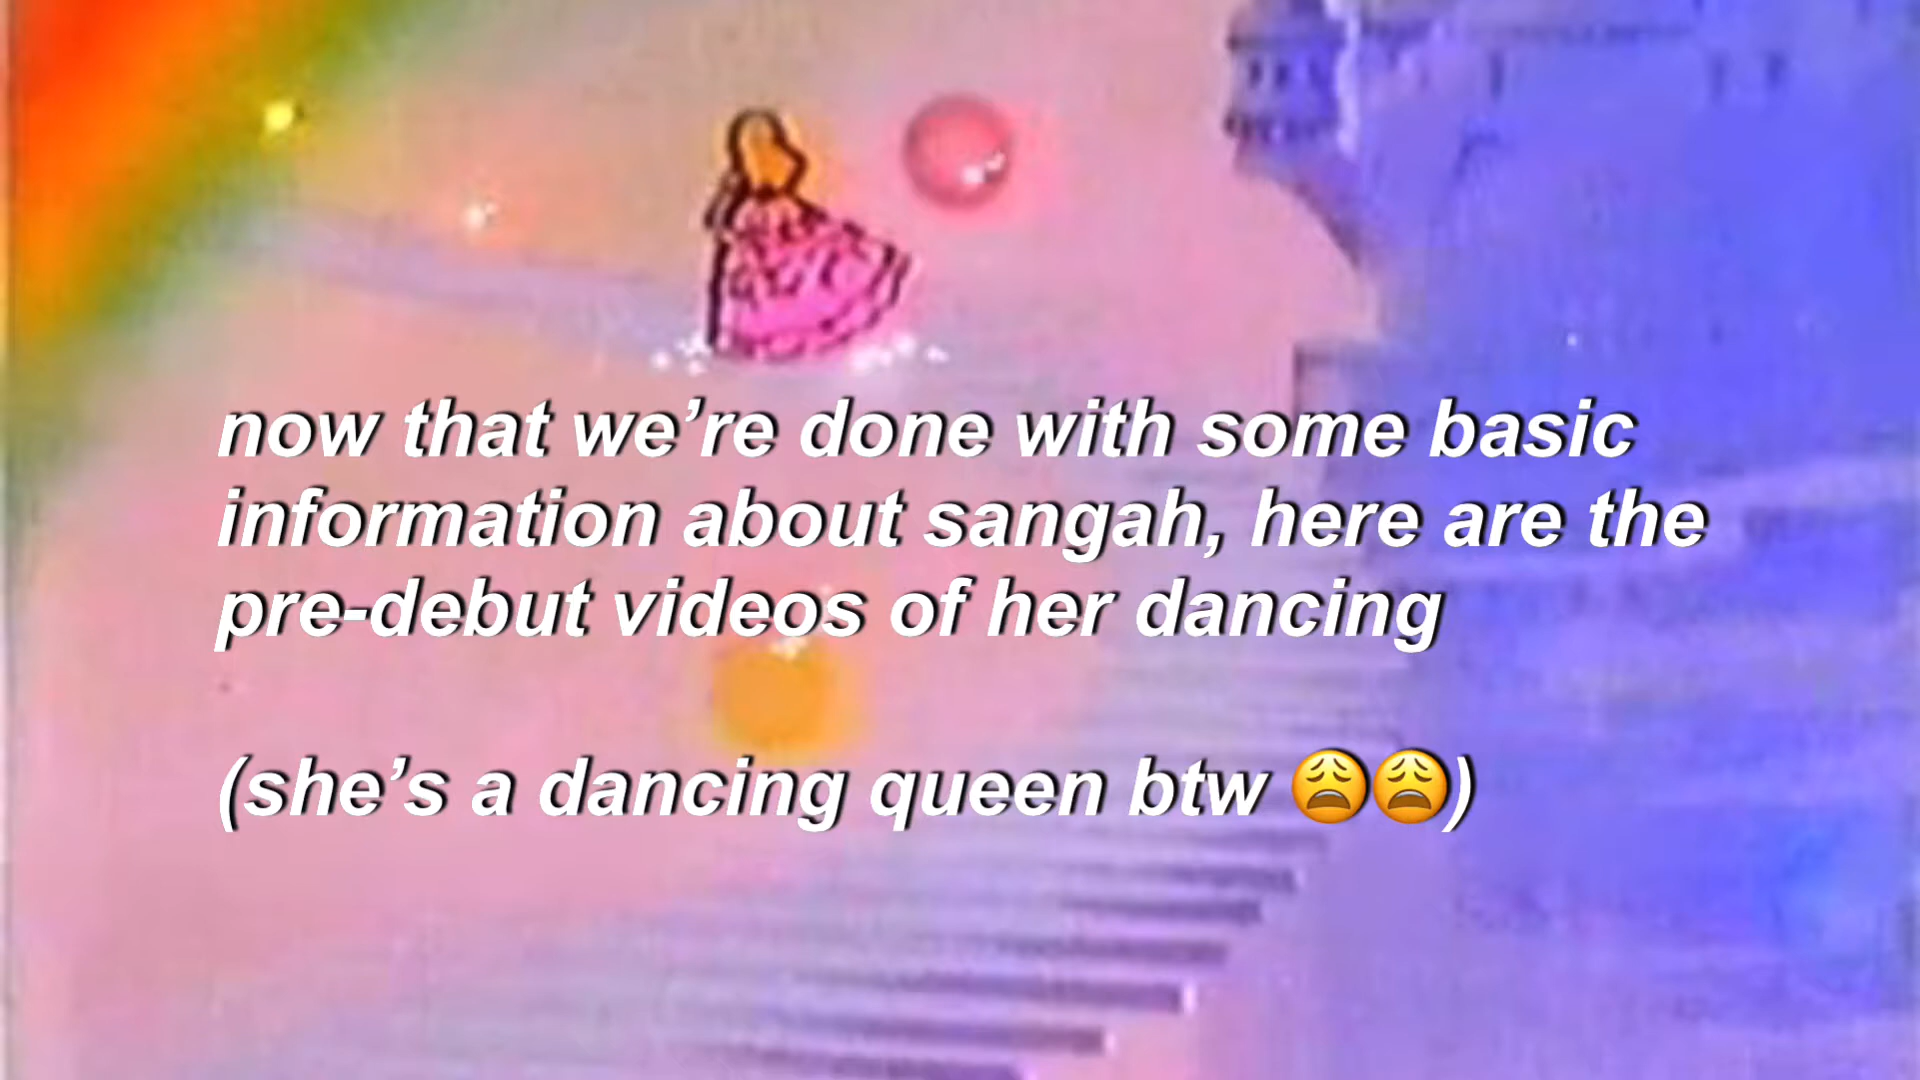 now that we’re done with some basic
information about sangah, here are the
pre-debut videos of her dancing
(she’s a dancing queen btw 😩😩)